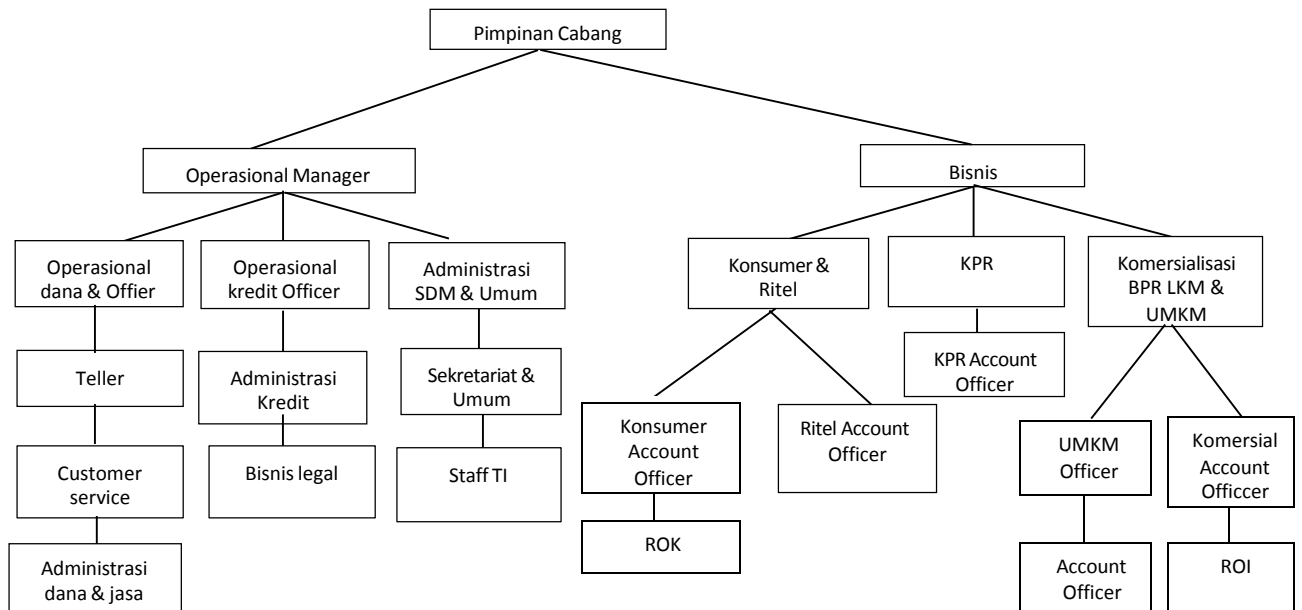 Pimpinan Cabang
Operasional Manager
Bisnis
Operasional
dana & Offier
Operasional
kredit Officer
Administrasi
SDM & Umum
Konsumer &
Ritel
KPR
Komersialisasi
BPR LKM &
UMKM
Teller
Administrasi
Kredit
Sekretariat &
Umum
KPR Account
Officer
Konsumer
Account
Officer
Ritel Account
Officer
UMKM
Officer
Komersial
Account
Officcer
Customer
service
Bisnis legal
Staff TI
ROK
Administrasi
dana & jasa
Account
Officer
ROI